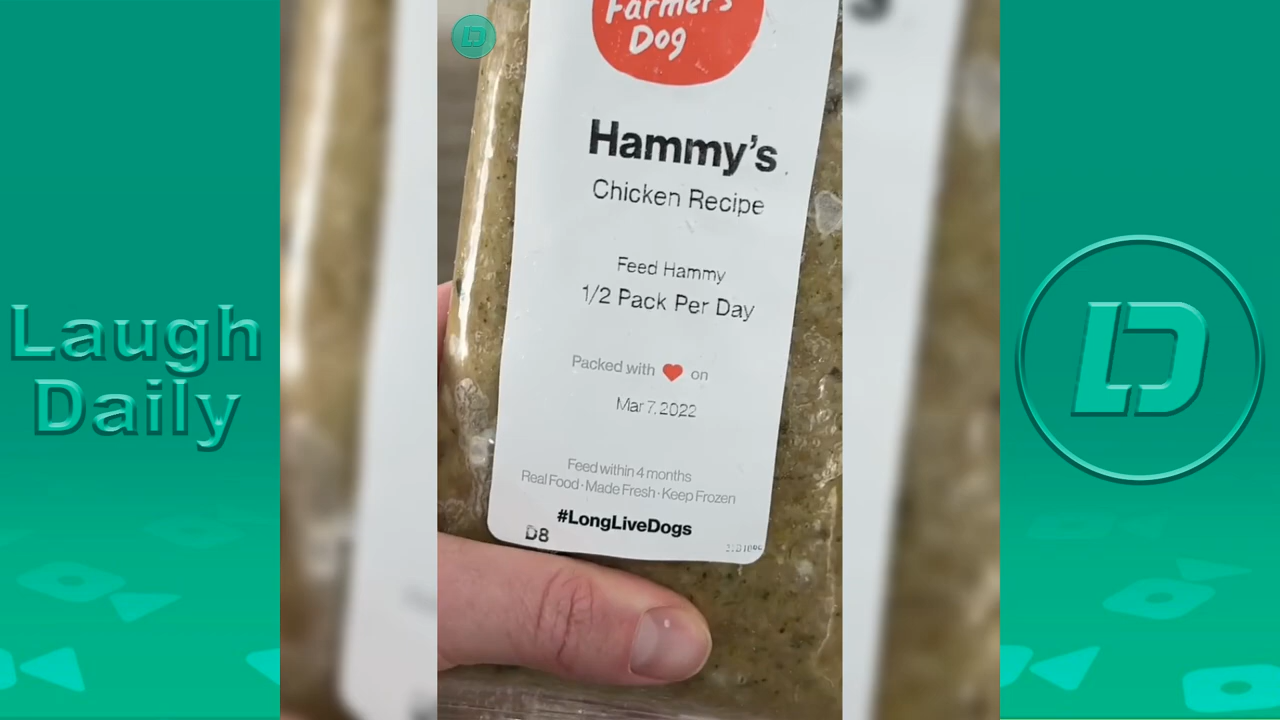 Farmer's
Dog
Hammy's
Chicken Recipe
Feed Hammy
1/2 Pack Per Day
Packed with ❤ on
Mar 7, 2022
Feed within 4 months
Real Food · Made Fresh · Keep Frozen
#LongLiveDogs
D8
Laugh
Daily
LD